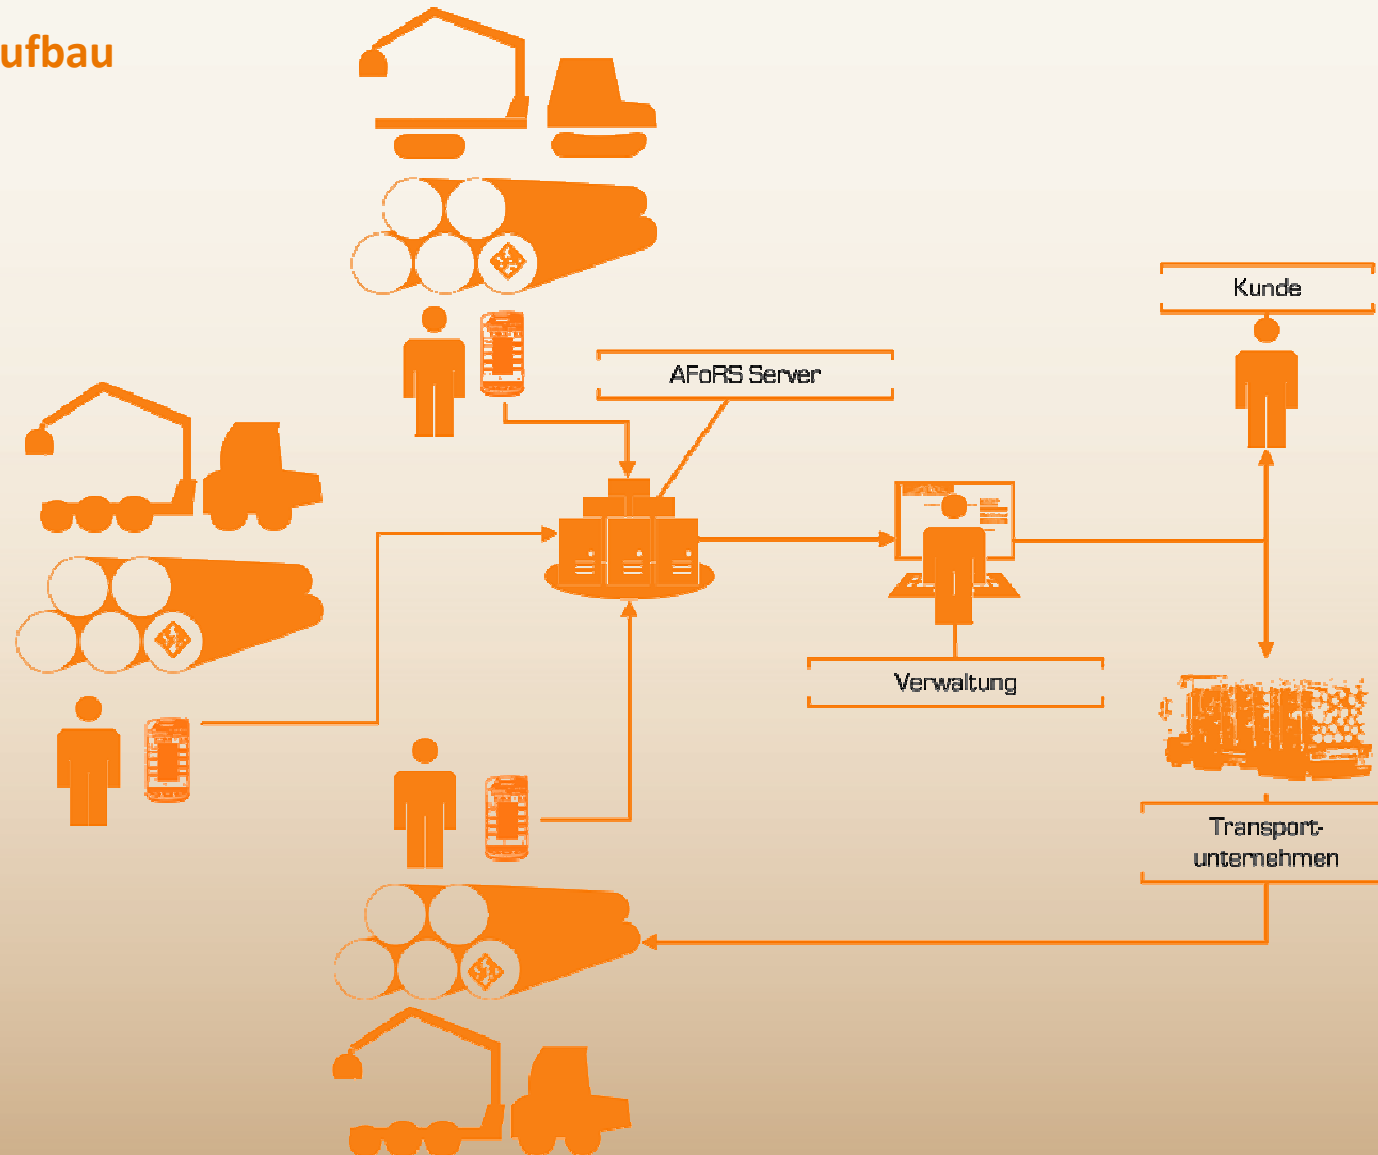 ufbau
Kunde
AFoRS Server
Verwaltung
Transport-
unternehmen